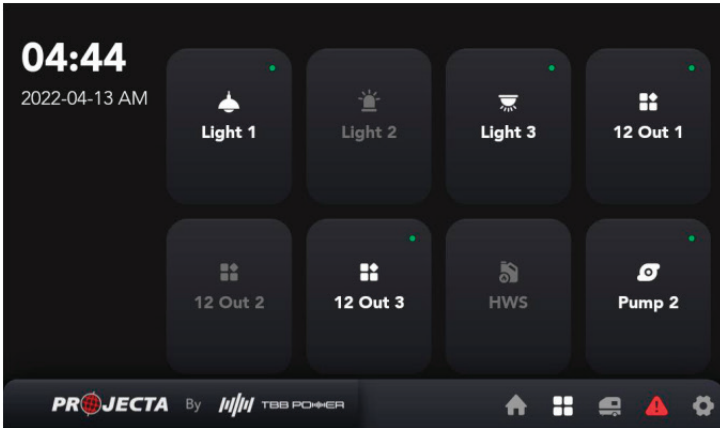 04:44
2022-04-13 AM
Light 1
Light 2
Light 3
12 Out 1
12 Out 2
12 Out 3
HWS
Pump 2
PROJECTA By TBB POWER